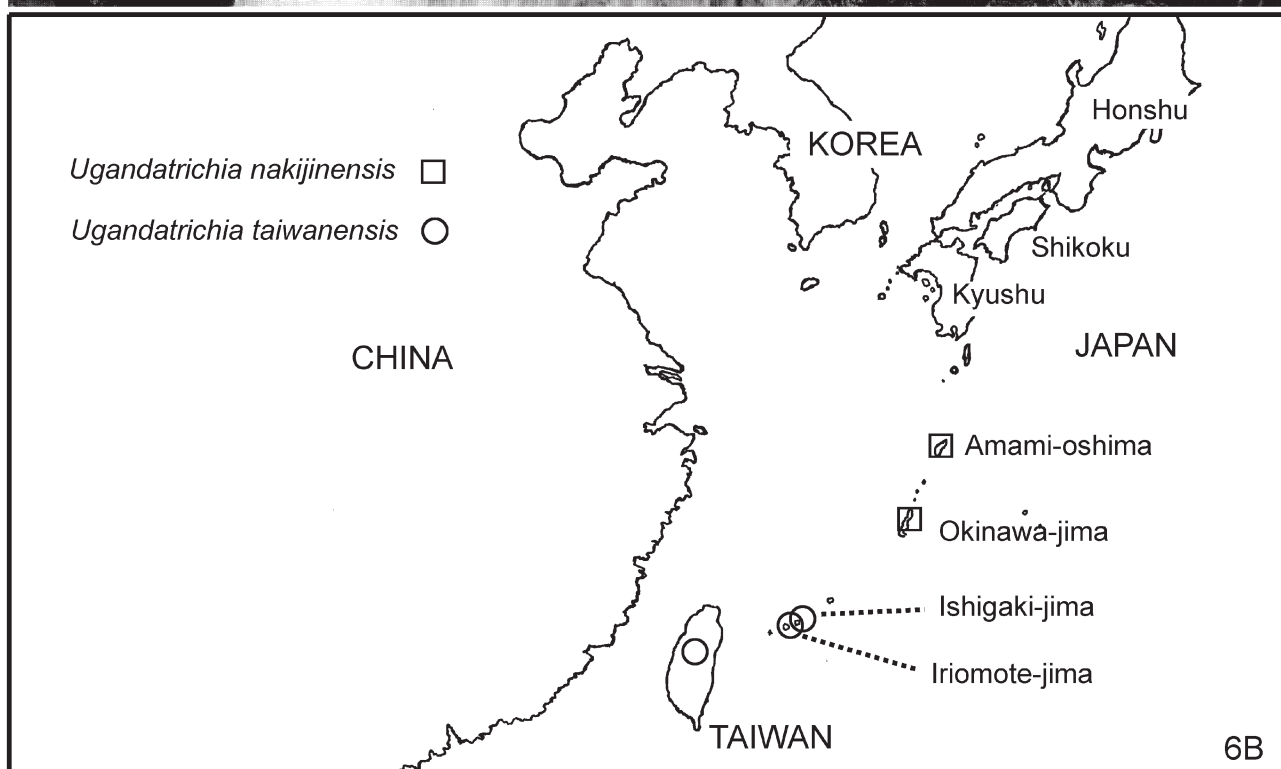 Honshu
KOREA
Ugandatrichia nakijinensis
Ugandatrichia taiwanensis
Shikoku
Kyushu
CHINA
JAPAN
Amami-oshima
Okinawa-jima
Ishigaki-jima
Iriomote-jima
TAIWAN
6B